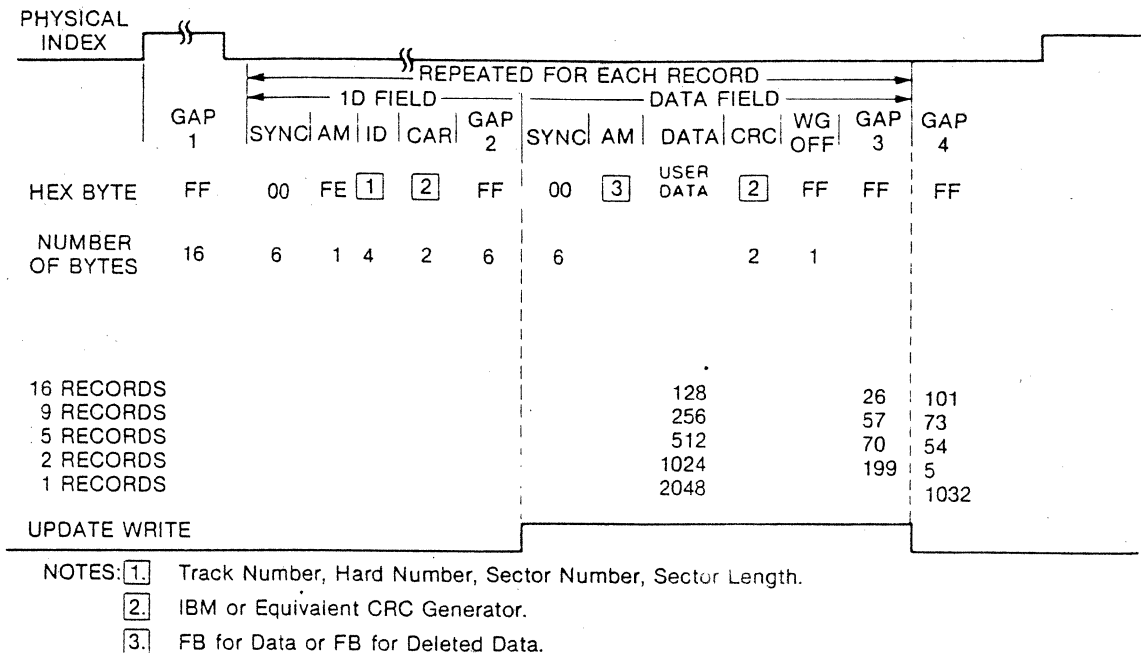 PHYSICAL
INDEX
REPEATED FOR EACH RECORD
1D FIELD DATA FIELD
GAP 1 SYNC AM ID CAR GAP 2 SYNC AM DATA CRC WG OFF GAP 3 GAP 4
HEX BYTE FF 00 FE 1 2 FF 00 3 USER DATA 2 FF FF FF
NUMBER OF BYTES 16 6 1 4 2 6 6 2 1
16 RECORDS 128 26 101
9 RECORDS 256 57 73
5 RECORDS 512 70 54
2 RECORDS 1024 199 5
1 RECORDS 2048 1032
UPDATE WRITE
NOTES: 1. Track Number, Hard Number, Sector Number, Sector Length.
2. IBM or Equivalent CRC Generator.
3. FB for Data or FB for Deleted Data.